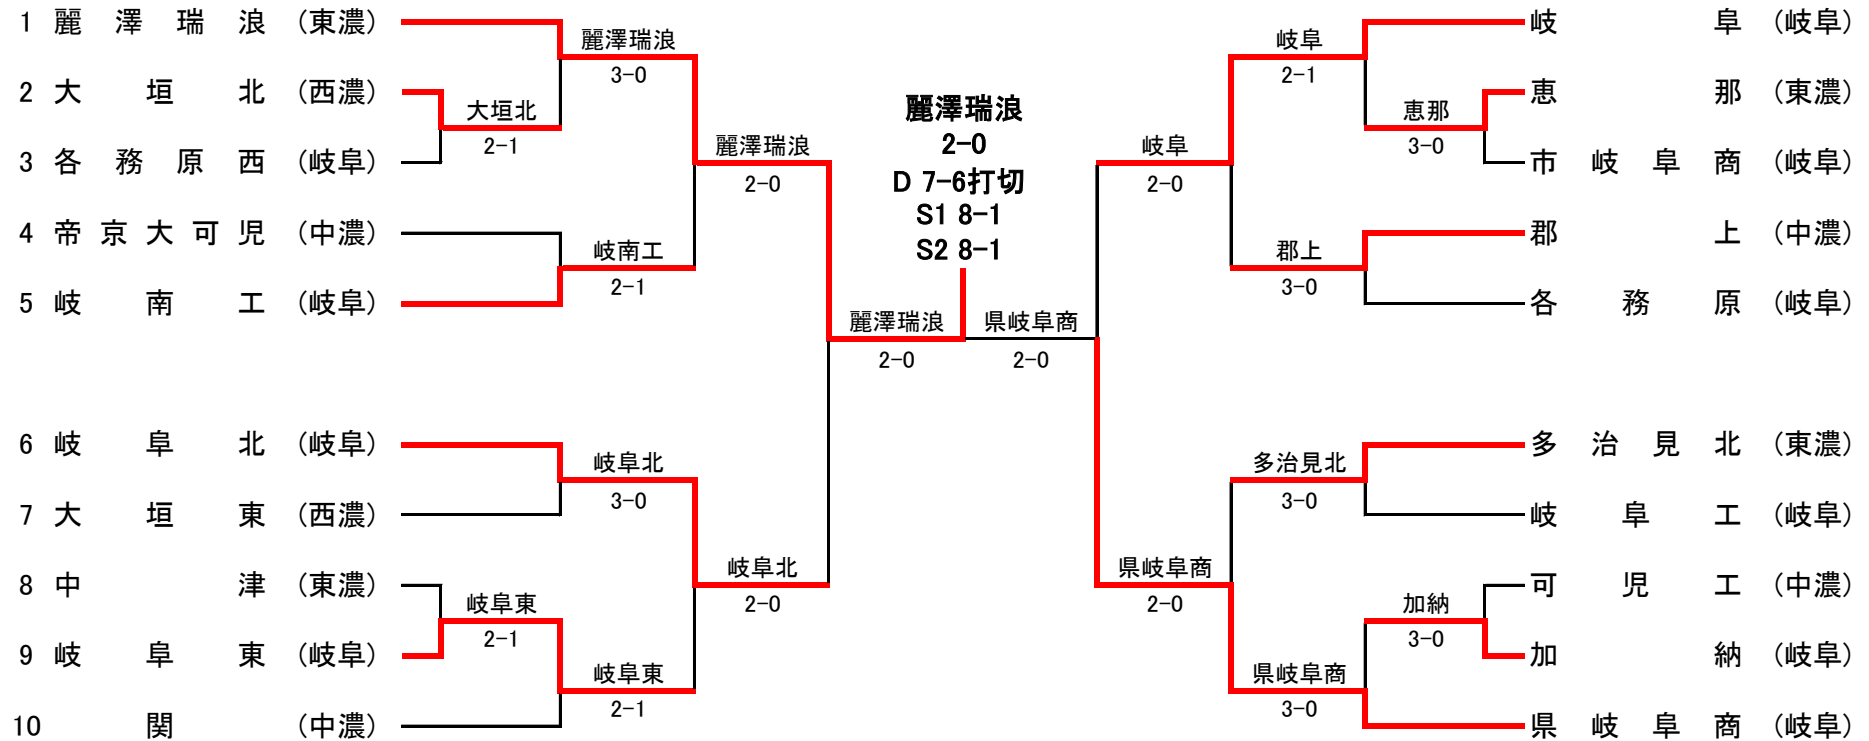 1 麗澤瑞浪 (東濃)
2 大垣北 (西濃)
3 各務原西 (岐阜)
4 帝京大可児 (中濃)
5 岐南工 (岐阜)
6 岐阜北 (岐阜)
7 大垣東 (西濃)
8 中津 (東濃)
9 岐阜東 (岐阜)
10 関 (中濃)
大垣北
2-1
岐阜東
2-1
麗澤瑞浪
3-0
岐南工
2-1
岐阜北
3-0
岐阜東
2-1
麗澤瑞浪
2-0
岐阜北
2-0
麗澤瑞浪
2-0
麗澤瑞浪
2-0
D 7-6打切
S1 8-1
S2 8-1
県岐阜商
2-0
岐阜
2-0
県岐阜商
2-0
岐阜
2-1
郡上
3-0
多治見北
3-0
県岐阜商
3-0
恵那
3-0
加納
3-0
岐阜 (岐阜)
恵那 (東濃)
市岐阜商 (岐阜)
郡上 (中濃)
各務原 (岐阜)
多治見北 (東濃)
岐阜工 (岐阜)
可児工 (中濃)
加納 (岐阜)
県岐阜商 (岐阜)